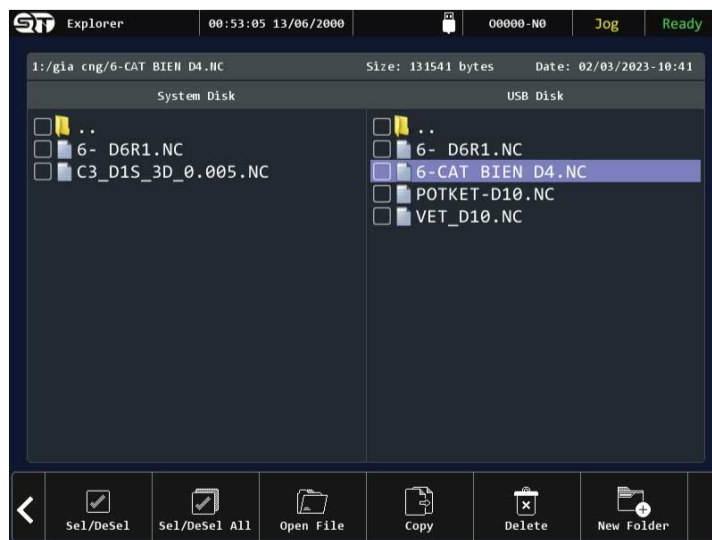 Explorer 00:53:05 13/06/2000 O0000-N0 Jog Ready
1:/gia cng/6-CAT BIEN D4.NC Size: 131541 bytes Date: 02/03/2023-10:41
System Disk USB Disk
..
6- D6R1.NC
C3_D1S_3D_0.005.NC
..
6- D6R1.NC
6-CAT BIEN D4.NC
POTKET-D10.NC
VET_D10.NC
Sel/DeSel Sel/DeSel All Open File Copy Delete New Folder